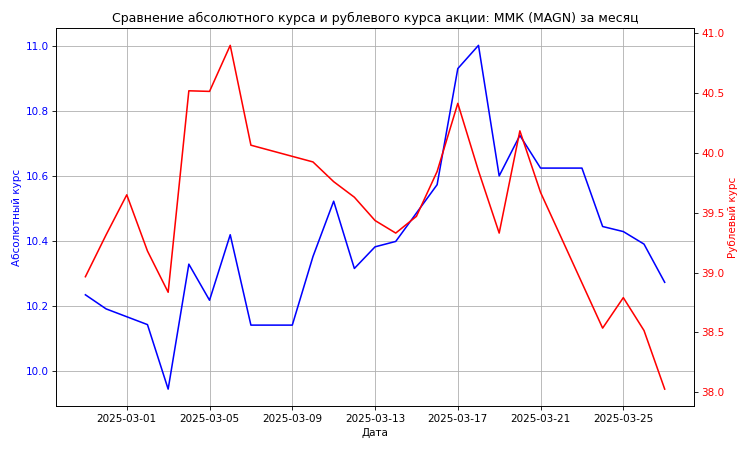 Сравнение абсолютного курса и рублевого курса акции: ММК (MAGN) за месяц
11.0
10.8
10.6
10.4
10.2
10.0
Абсолютный курс
41.0
40.5
40.0
39.5
39.0
38.5
38.0
Рублевый курс
2025-03-01 2025-03-05 2025-03-09 2025-03-13 2025-03-17 2025-03-21 2025-03-25
Дата